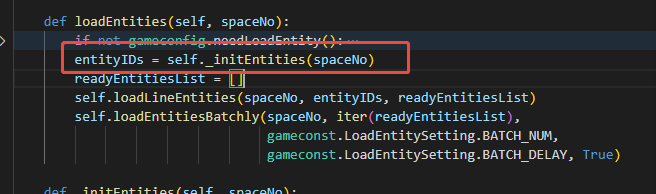 def loadEntities(self, spaceNo):
if not gameconfig.needLoadEntity():…
entityIDs = self._initEntities(spaceNo)
readyEntitiesList = []
self.loadLineEntities(spaceNo, entityIDs, readyEntitiesList)
self.loadEntitiesBatchly(spaceNo, iter(readyEntitiesList),
gameconst.LoadEntitySetting.BATCH_NUM,
gameconst.LoadEntitySetting.BATCH_DELAY, True)
def _initEntities(self, spaceNo):